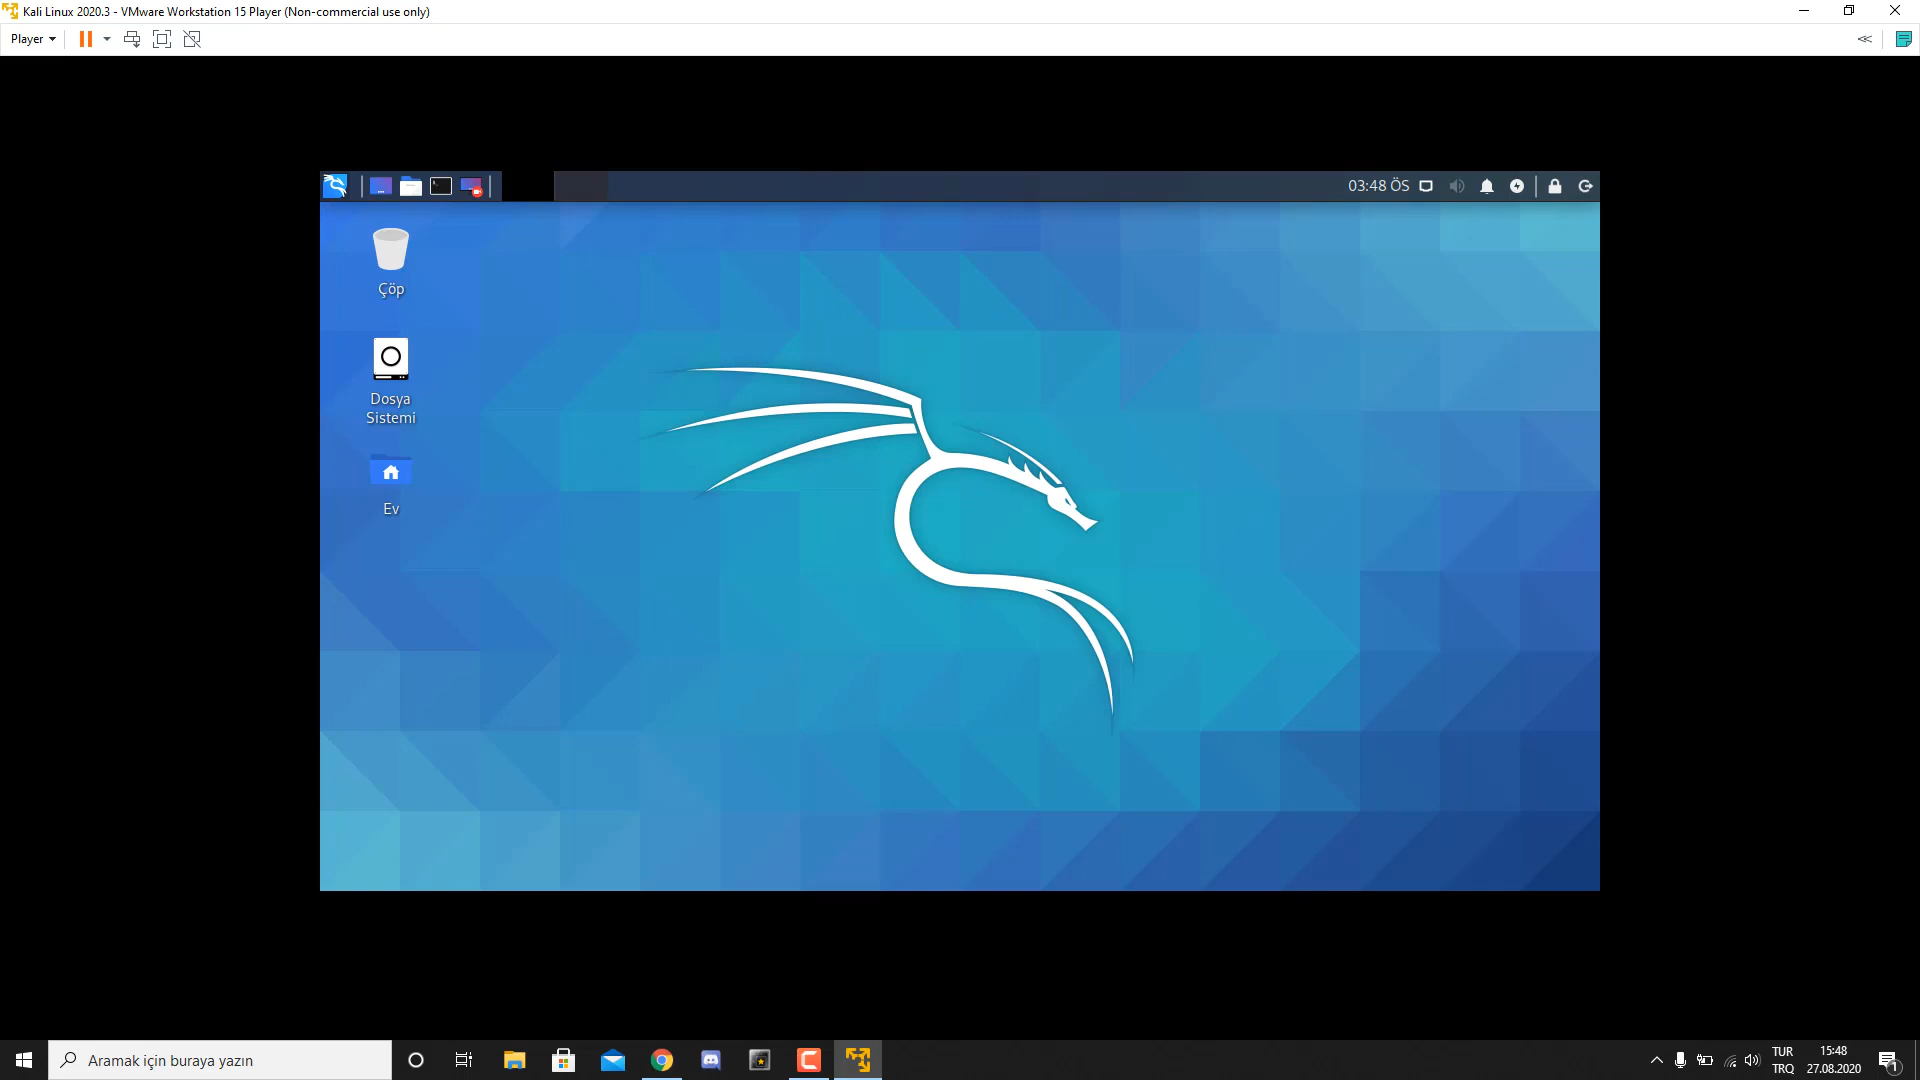 Kali Linux 2020.3 - VMware Workstation 15 Player (Non-commercial use only)
Player
03:48 ÖS
Çöp
Dosya
Sistemi
Ev
Aramak için buraya yazın
TUR
TRQ
15:48
27.08.2020
1